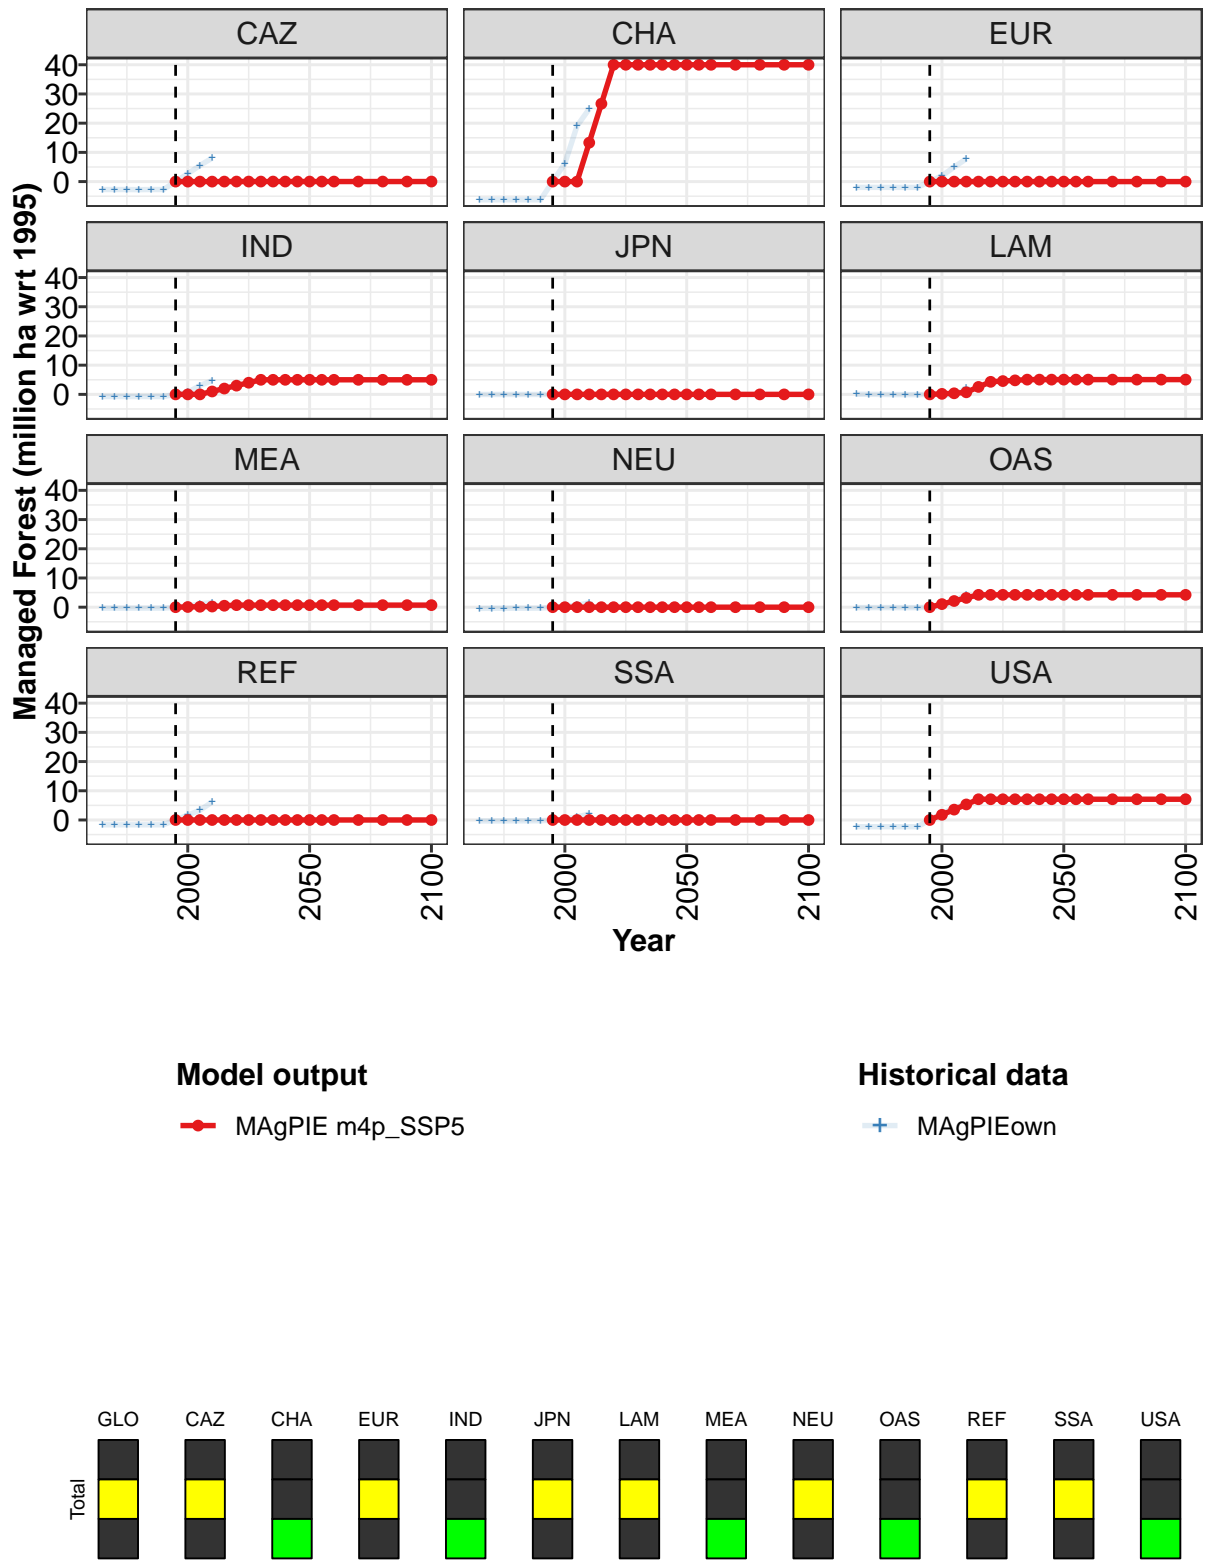 CAZ CHA EUR
40
30
20
10
0
IND JPN LAM
40
30
20
10
0
MEA NEU OAS
40
30
20
10
0
REF SSA USA
40
30
20
10
0
Managed Forest (million ha wrt 1995)
2000 2050 2100 2000 2050 2100 2000 2050 2100
Year
Model output Historical data
MAgPIE m4p_SSP5 MAgPIEown
GLO CAZ CHA EUR IND JPN LAM MEA NEU OAS REF SSA USA
Total